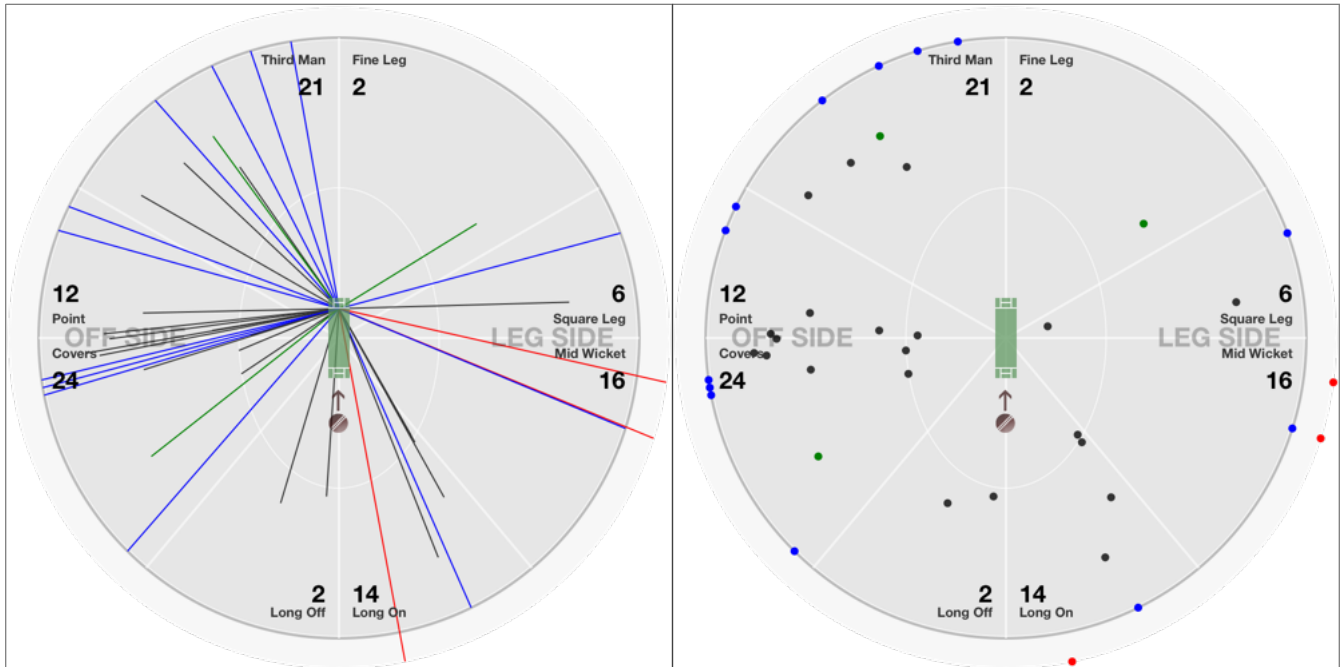 Third Man Fine Leg
21 2
12 6
Point Square Leg
OFF SIDE LEG SIDE
Covers Mid Wicket
24 16
2 14
Long Off Long On
Third Man Fine Leg
21 2
12 6
Point Square Leg
OFF SIDE LEG SIDE
Covers Mid Wicket
24 16
2 14
Long Off Long On